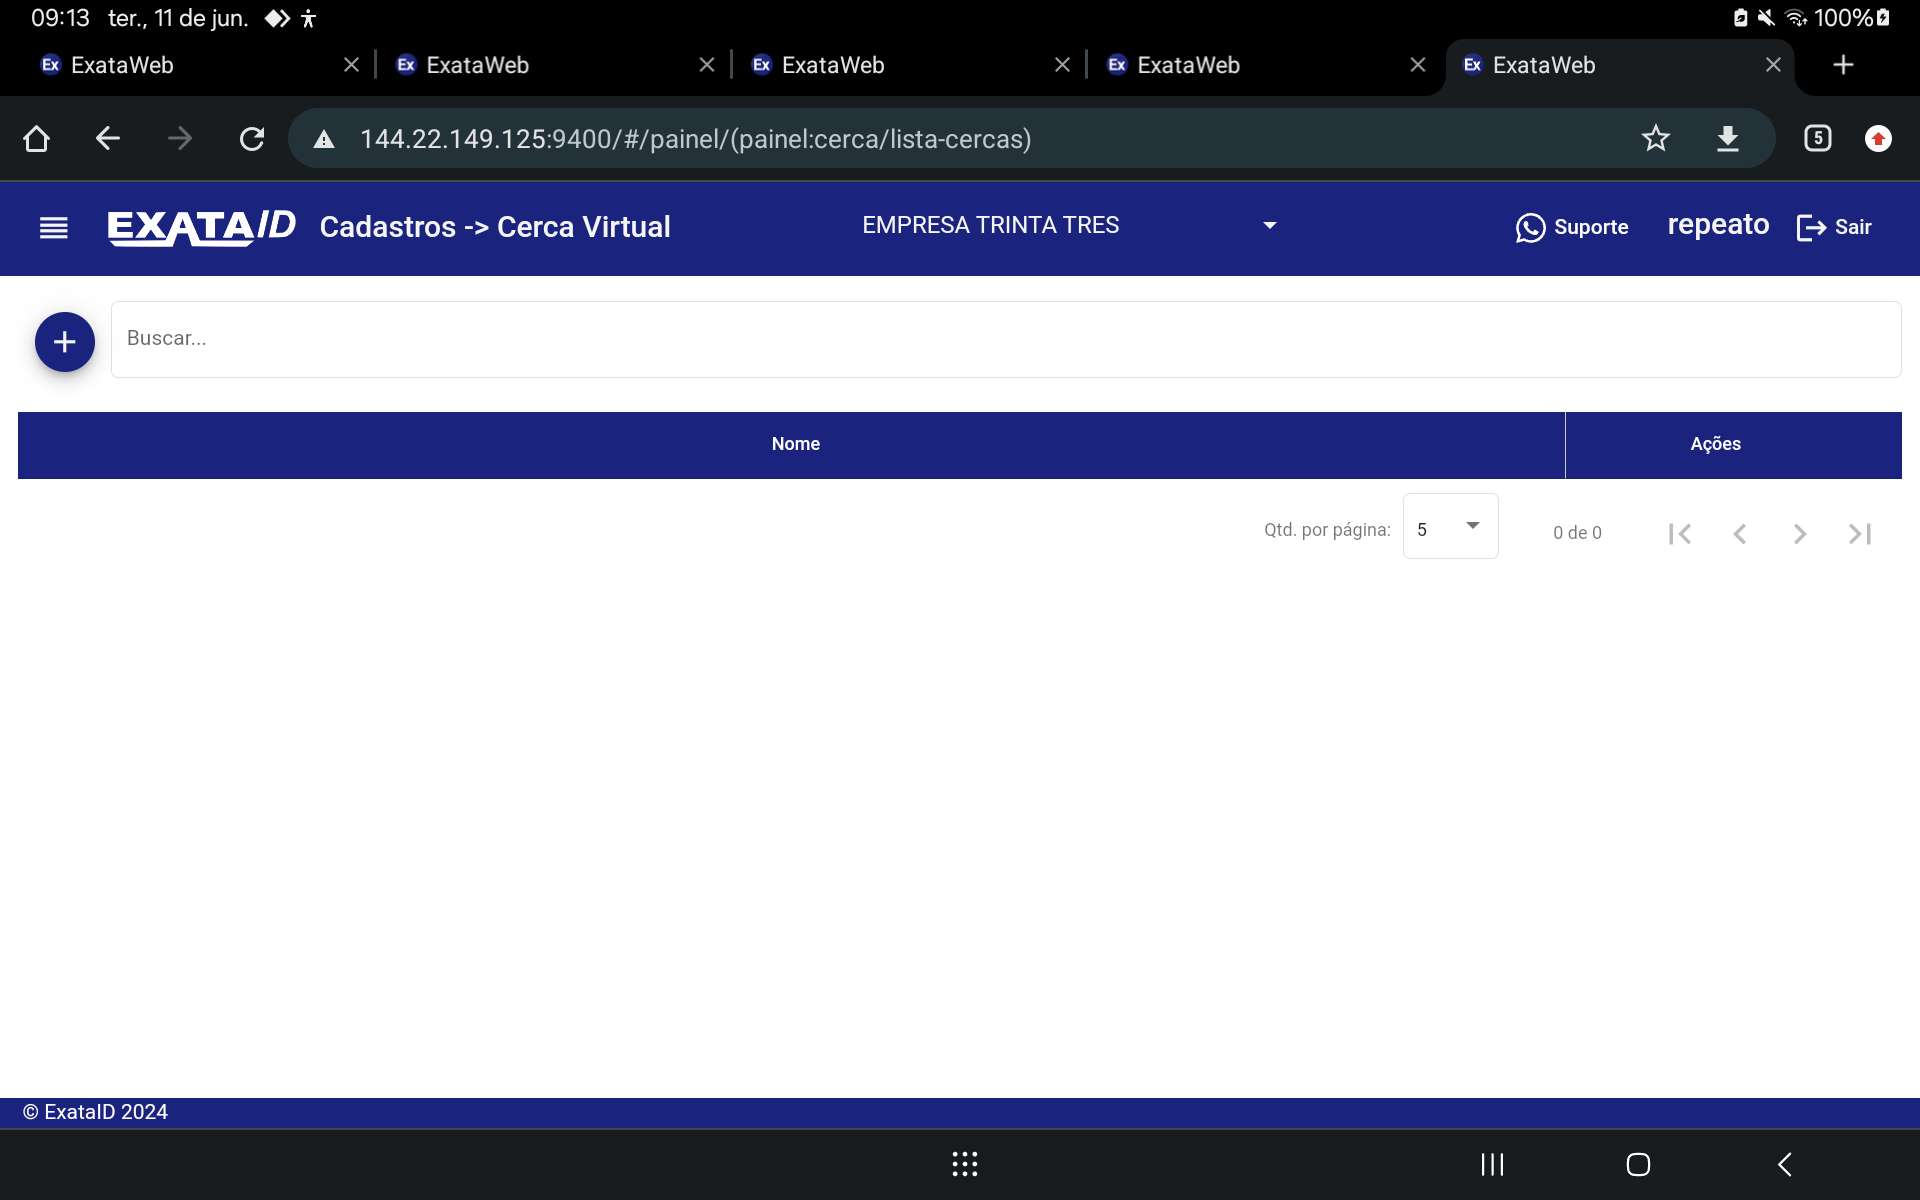 09:13 ter., 11 de jun. 100%
Ex ExataWeb Ex ExataWeb Ex ExataWeb Ex ExataWeb Ex ExataWeb
144.22.149.125:9400/#/painel/(painel:cerca/lista-cercas) 5
EXATAID Cadastros -> Cerca Virtual EMPRESA TRINTA TRES Suporte repeato Sair
Buscar...
Nome Ações
Qtd. por página: 5 0 de 0
© ExataID 2024